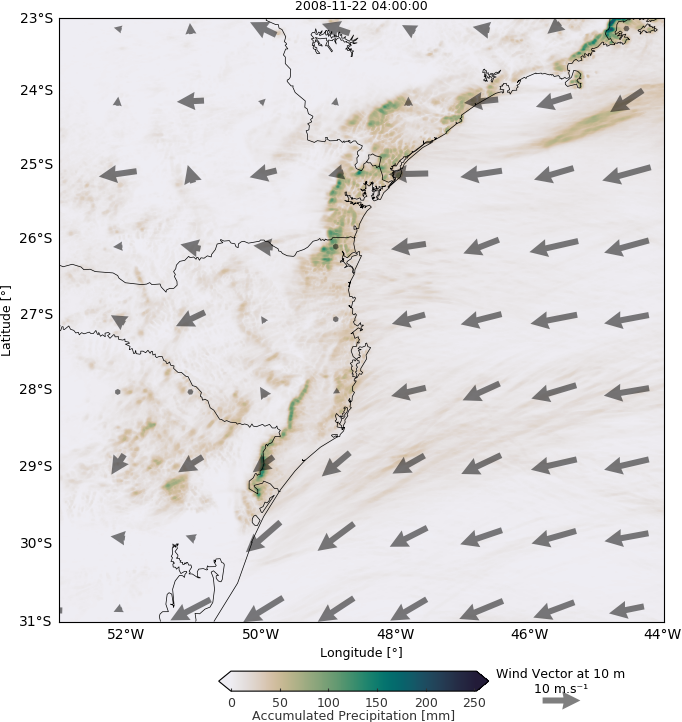 2008-11-22 04:00:00
23°S
24°S
25°S
26°S
27°S
28°S
29°S
30°S
31°S
Latitude [°]
52°W 50°W 48°W 46°W 44°W
Longitude [°]
0 50 100 150 200 250
Accumulated Precipitation [mm]
Wind Vector at 10 m
10 m.s⁻¹